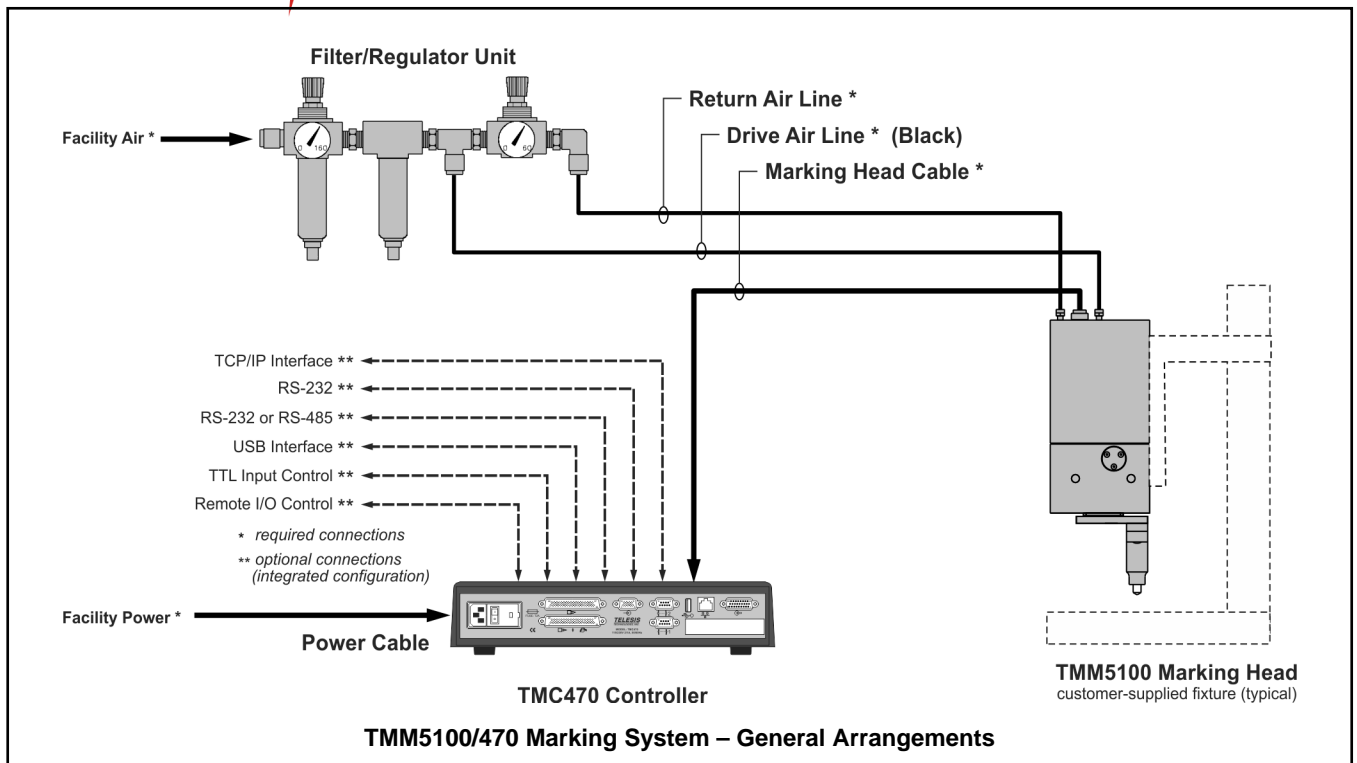 Filter/Regulator Unit
Facility Air *
0 160
0 60
Return Air Line *
Drive Air Line * (Black)
Marking Head Cable *
TCP/IP Interface **
RS-232 **
RS-232 or RS-485 **
USB Interface **
TTL Input Control **
Remote I/O Control **
* required connections
** optional connections
(integrated configuration)
Facility Power *
Power Cable
TELESIS
TMC470 Controller
TMM5100 Marking Head
customer-supplied fixture (typical)
TMM5100/470 Marking System – General Arrangements